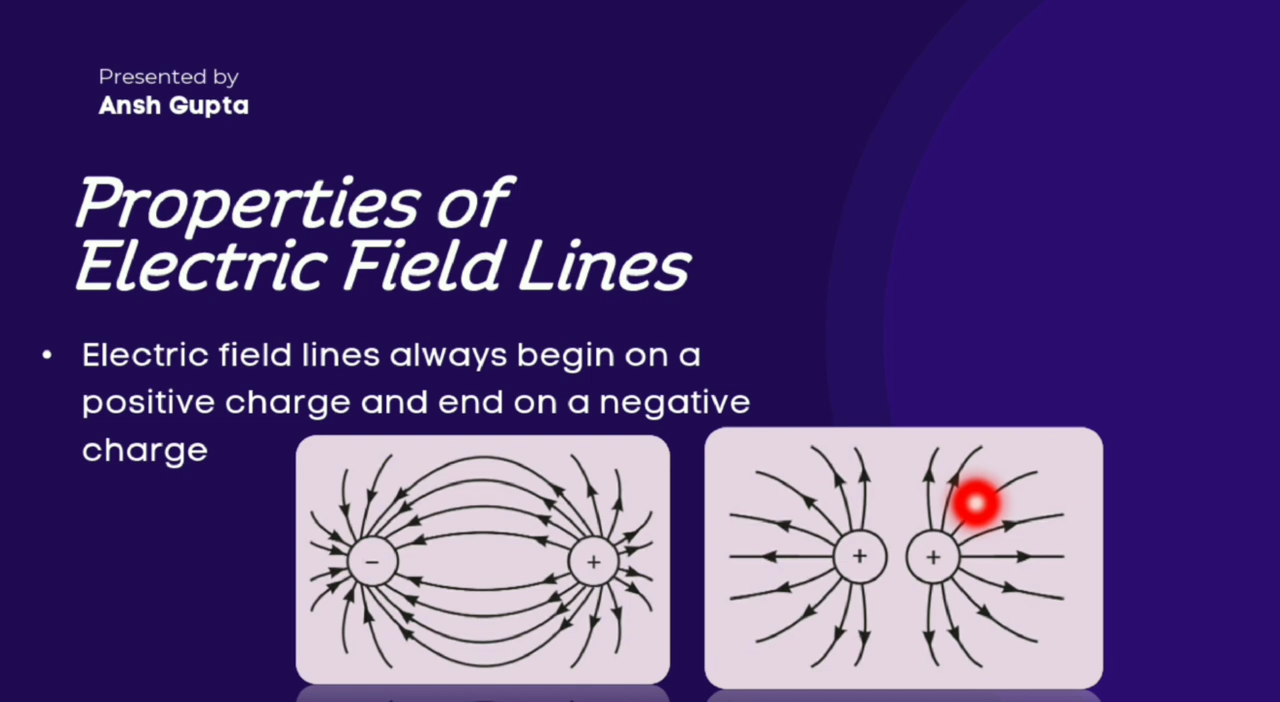 Presented by
Ansh Gupta
Properties of
Electric Field Lines
• Electric field lines always begin on a
positive charge and end on a negative
charge
− +
+ +